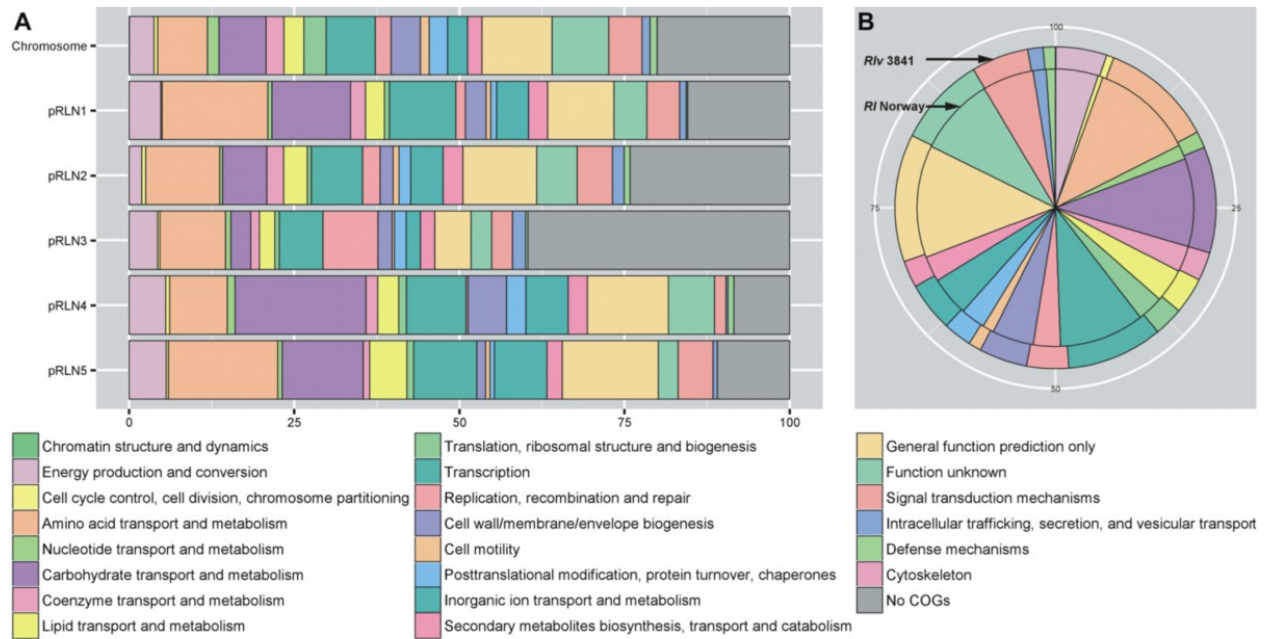 A
Chromosome
pRLN1
pRLN2
pRLN3
pRLN4
pRLN5
0 25 50 75 100
B
100
Rlv 3841
Rl Norway
75 25
50
Chromatin structure and dynamics
Energy production and conversion
Cell cycle control, cell division, chromosome partitioning
Amino acid transport and metabolism
Nucleotide transport and metabolism
Carbohydrate transport and metabolism
Coenzyme transport and metabolism
Lipid transport and metabolism
Translation, ribosomal structure and biogenesis
Transcription
Replication, recombination and repair
Cell wall/membrane/envelope biogenesis
Cell motility
Posttranslational modification, protein turnover, chaperones
Inorganic ion transport and metabolism
Secondary metabolites biosynthesis, transport and catabolism
General function prediction only
Function unknown
Signal transduction mechanisms
Intracellular trafficking, secretion, and vesicular transport
Defense mechanisms
Cytoskeleton
No COGs